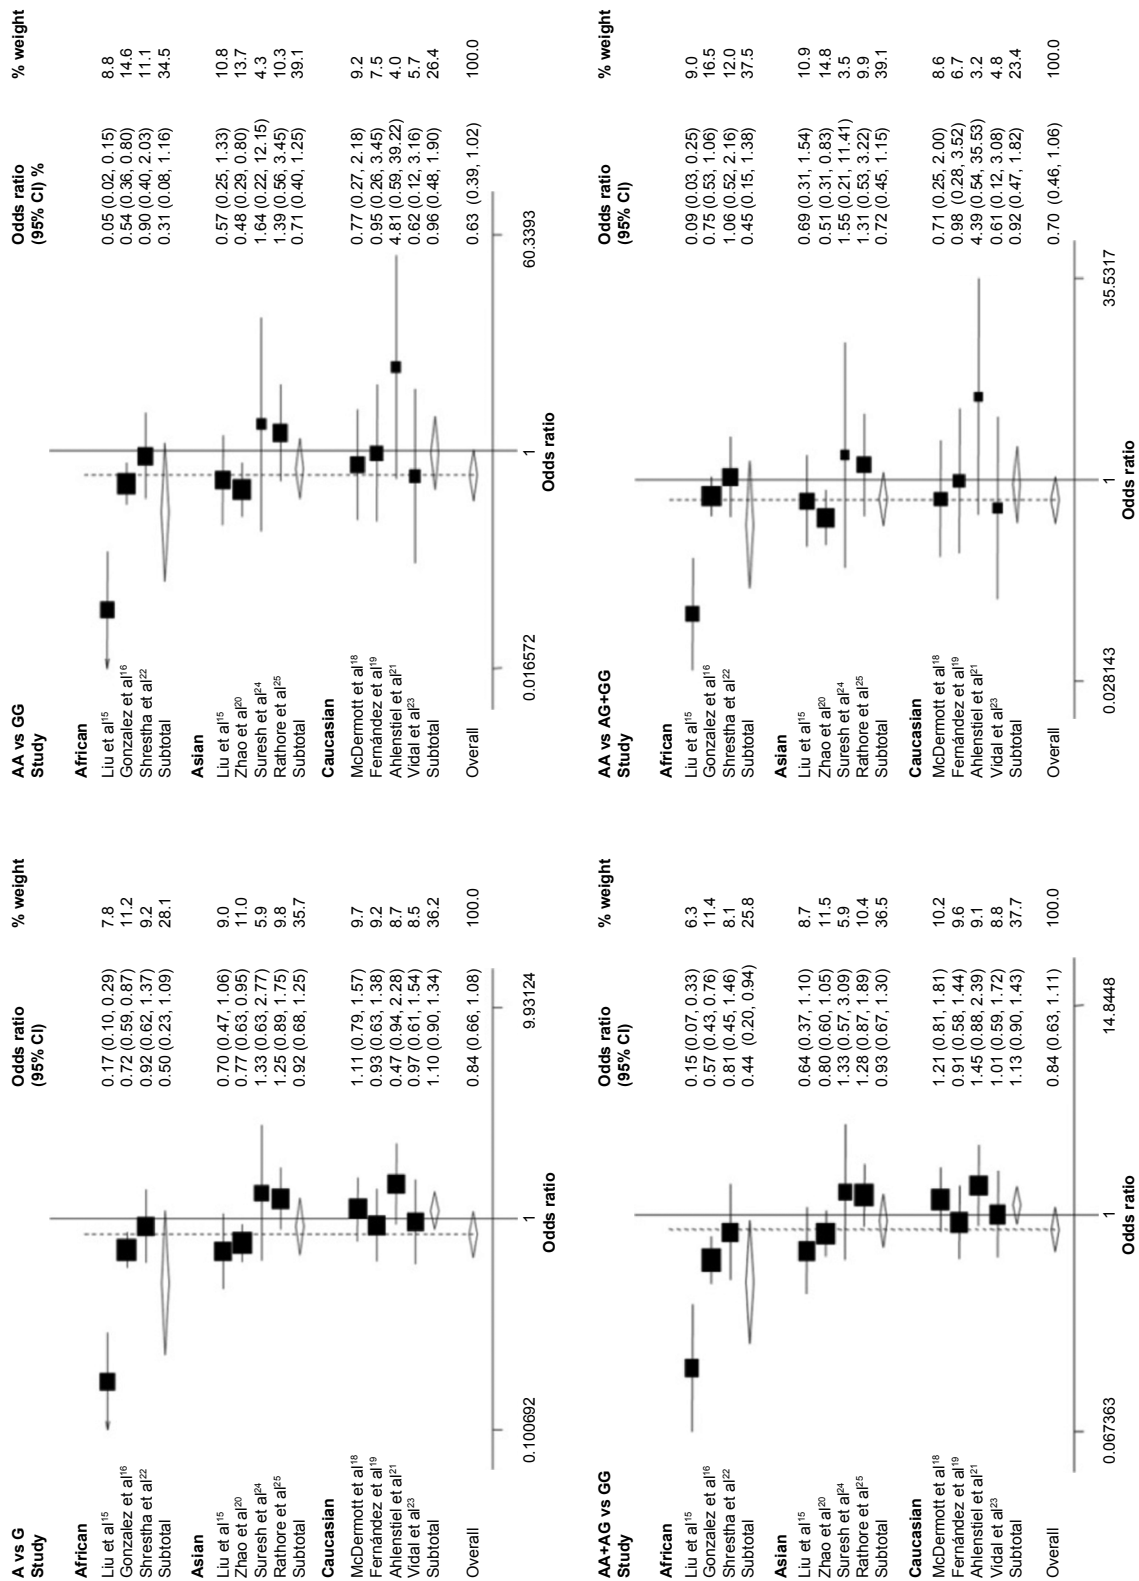 A vs G
Study Odds ratio % weight
(95% CI)
African
Liu et al15 0.17 (0.10, 0.29) 7.8
Gonzalez et al16 0.72 (0.59, 0.87) 11.2
Shrestha et al22 0.92 (0.62, 1.37) 9.2
Subtotal 0.50 (0.23, 1.09) 28.1
Asian
Liu et al15 0.70 (0.47, 1.06) 9.0
Zhao et al20 0.77 (0.63, 0.95) 11.0
Suresh et al24 1.33 (0.63, 2.77) 5.9
Rathore et al25 1.25 (0.89, 1.75) 9.8
Subtotal 0.92 (0.68, 1.25) 35.7
Caucasian
McDermott et al18 1.11 (0.79, 1.57) 9.7
Fernández et al19 0.93 (0.63, 1.38) 9.2
Ahlenstiel et al21 0.47 (0.94, 2.28) 8.7
Vidal et al23 0.97 (0.61, 1.54) 8.5
Subtotal 1.10 (0.90, 1.34) 36.2
Overall 0.84 (0.66, 1.08) 100.0
0.100692 1 9.93124
Odds ratio
AA vs GG
Study Odds ratio % weight
(95% CI) %
African
Liu et al15 0.05 (0.02, 0.15) 8.8
Gonzalez et al16 0.54 (0.36, 0.80) 14.6
Shrestha et al22 0.90 (0.40, 2.03) 11.1
Subtotal 0.31 (0.08, 1.16) 34.5
Asian
Liu et al15 0.57 (0.25, 1.33) 10.8
Zhao et al20 0.48 (0.29, 0.80) 13.7
Suresh et al24 1.64 (0.22, 12.15) 4.3
Rathore et al25 1.39 (0.56, 3.45) 10.3
Subtotal 0.71 (0.40, 1.25) 39.1
Caucasian
McDermott et al18 0.77 (0.27, 2.18) 9.2
Fernández et al19 0.95 (0.26, 3.45) 7.5
Ahlenstiel et al21 4.81 (0.59, 39.22) 4.0
Vidal et al23 0.62 (0.12, 3.16) 5.7
Subtotal 0.96 (0.48, 1.90) 26.4
Overall 0.63 (0.39, 1.02) 100.0
0.016572 1 60.3393
Odds ratio
AA+AG vs GG
Study Odds ratio % weight
(95% CI)
African
Liu et al15 0.15 (0.07, 0.33) 6.3
Gonzalez et al16 0.57 (0.43, 0.76) 11.4
Shrestha et al22 0.81 (0.45, 1.46) 8.1
Subtotal 0.44 (0.20, 0.94) 25.8
Asian
Liu et al15 0.64 (0.37, 1.10) 8.7
Zhao et al20 0.80 (0.60, 1.05) 11.5
Suresh et al24 1.33 (0.57, 3.09) 5.9
Rathore et al25 1.28 (0.87, 1.89) 10.4
Subtotal 0.93 (0.67, 1.30) 36.5
Caucasian
McDermott et al18 1.21 (0.81, 1.81) 10.2
Fernández et al19 0.91 (0.58, 1.44) 9.6
Ahlenstiel et al21 1.45 (0.88, 2.39) 9.1
Vidal et al23 1.01 (0.59, 1.72) 8.8
Subtotal 1.13 (0.90, 1.43) 37.7
Overall 0.84 (0.63, 1.11) 100.0
0.067363 1 14.8448
Odds ratio
AA vs AG+GG
Study Odds ratio % weight
(95% CI)
African
Liu et al15 0.09 (0.03, 0.25) 9.0
Gonzalez et al16 0.75 (0.53, 1.06) 16.5
Shrestha et al22 1.06 (0.52, 2.16) 12.0
Subtotal 0.45 (0.15, 1.38) 37.5
Asian
Liu et al15 0.69 (0.31, 1.54) 10.9
Zhao et al20 0.51 (0.31, 0.83) 14.8
Suresh et al24 1.55 (0.21, 11.41) 3.5
Rathore et al25 1.31 (0.53, 3.22) 9.9
Subtotal 0.72 (0.45, 1.15) 39.1
Caucasian
McDermott et al18 0.71 (0.25, 2.00) 8.6
Fernández et al19 0.98 (0.28, 3.52) 6.7
Ahlenstiel et al21 4.39 (0.54, 35.53) 3.2
Vidal et al23 0.61 (0.12, 3.08) 4.8
Subtotal 0.92 (0.47, 1.82) 23.4
Overall 0.70 (0.46, 1.06) 100.0
0.028143 1 35.5317
Odds ratio